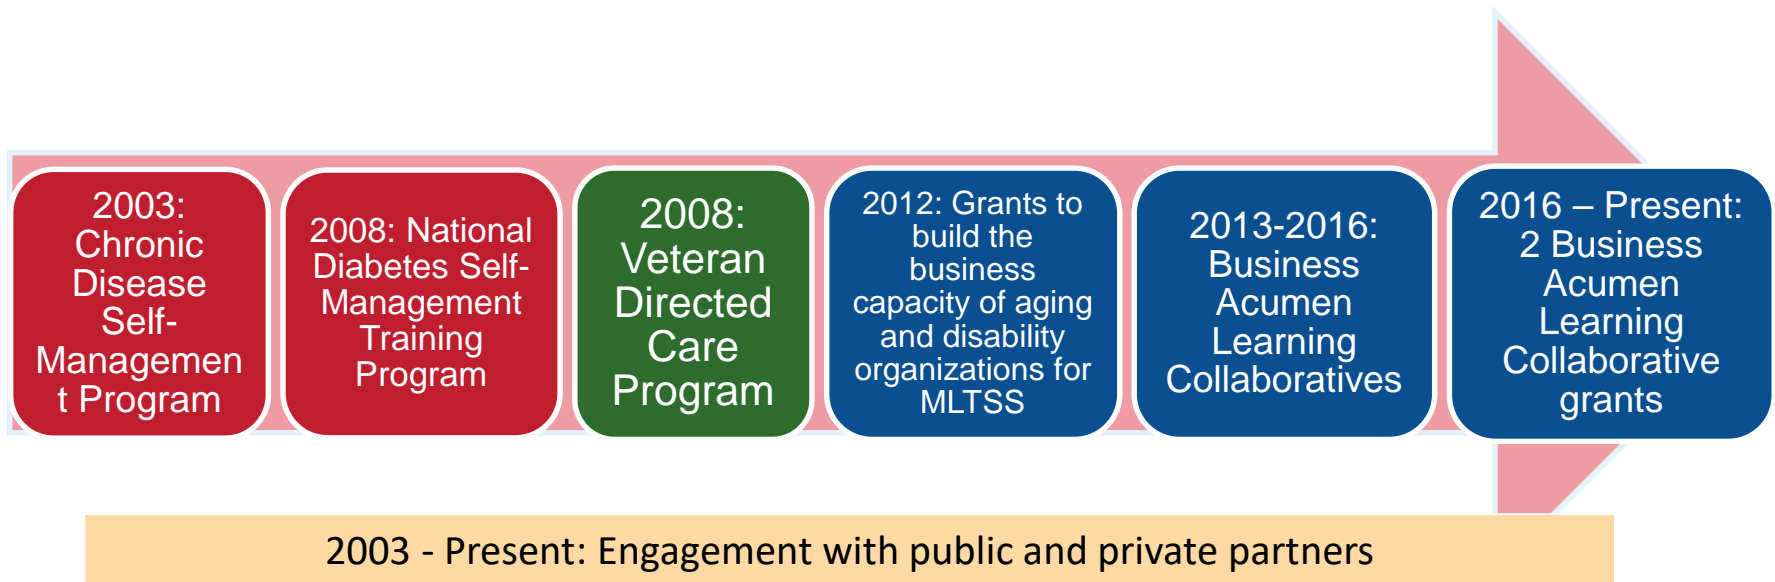 2003:
Chronic
Disease
Self-
Managemen
t Program
2008: National
Diabetes Self-
Management
Training
Program
2008:
Veteran
Directed
Care
Program
2012: Grants to
build the
business
capacity of aging
and disability
organizations for
MLTSS
2013-2016:
Business
Acumen
Learning
Collaboratives
2016 – Present:
2 Business
Acumen
Learning
Collaborative
grants
2003 - Present: Engagement with public and private partners